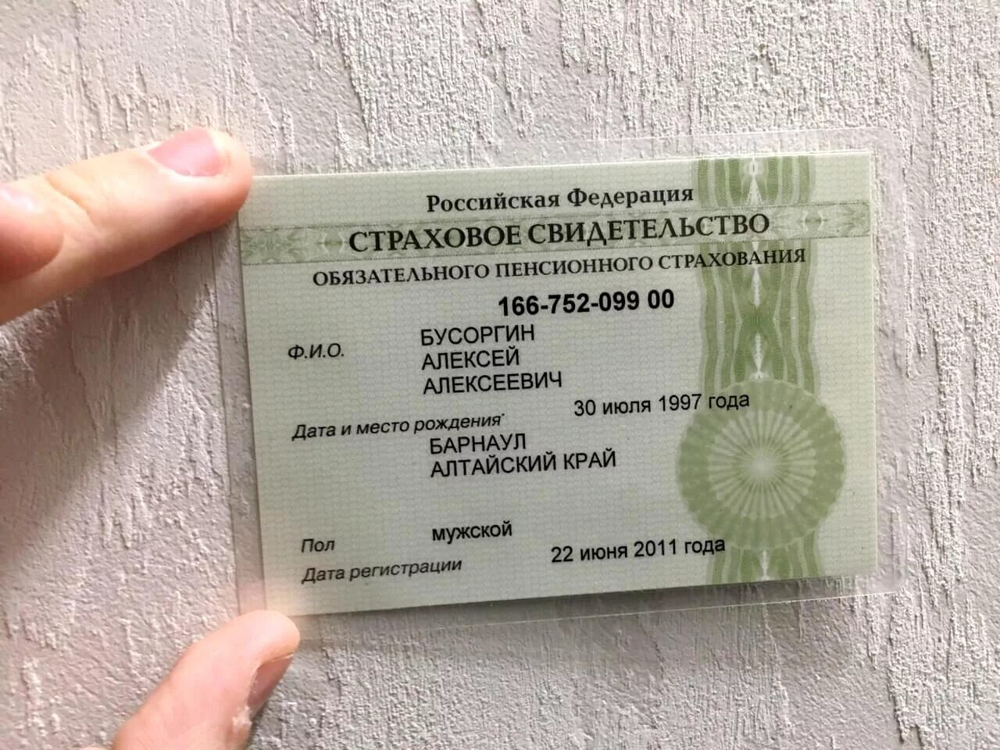 Российская Федерация
СТРАХОВОЕ СВИДЕТЕЛЬСТВО
ОБЯЗАТЕЛЬНОГО ПЕНСИОННОГО СТРАХОВАНИЯ
166-752-099 00
Ф.И.О. БУСОРГИН
АЛЕКСЕЙ
АЛЕКСЕЕВИЧ
Дата и место рождения 30 июля 1997 года
БАРНАУЛ
АЛТАЙСКИЙ КРАЙ
Пол мужской
Дата регистрации 22 июня 2011 года